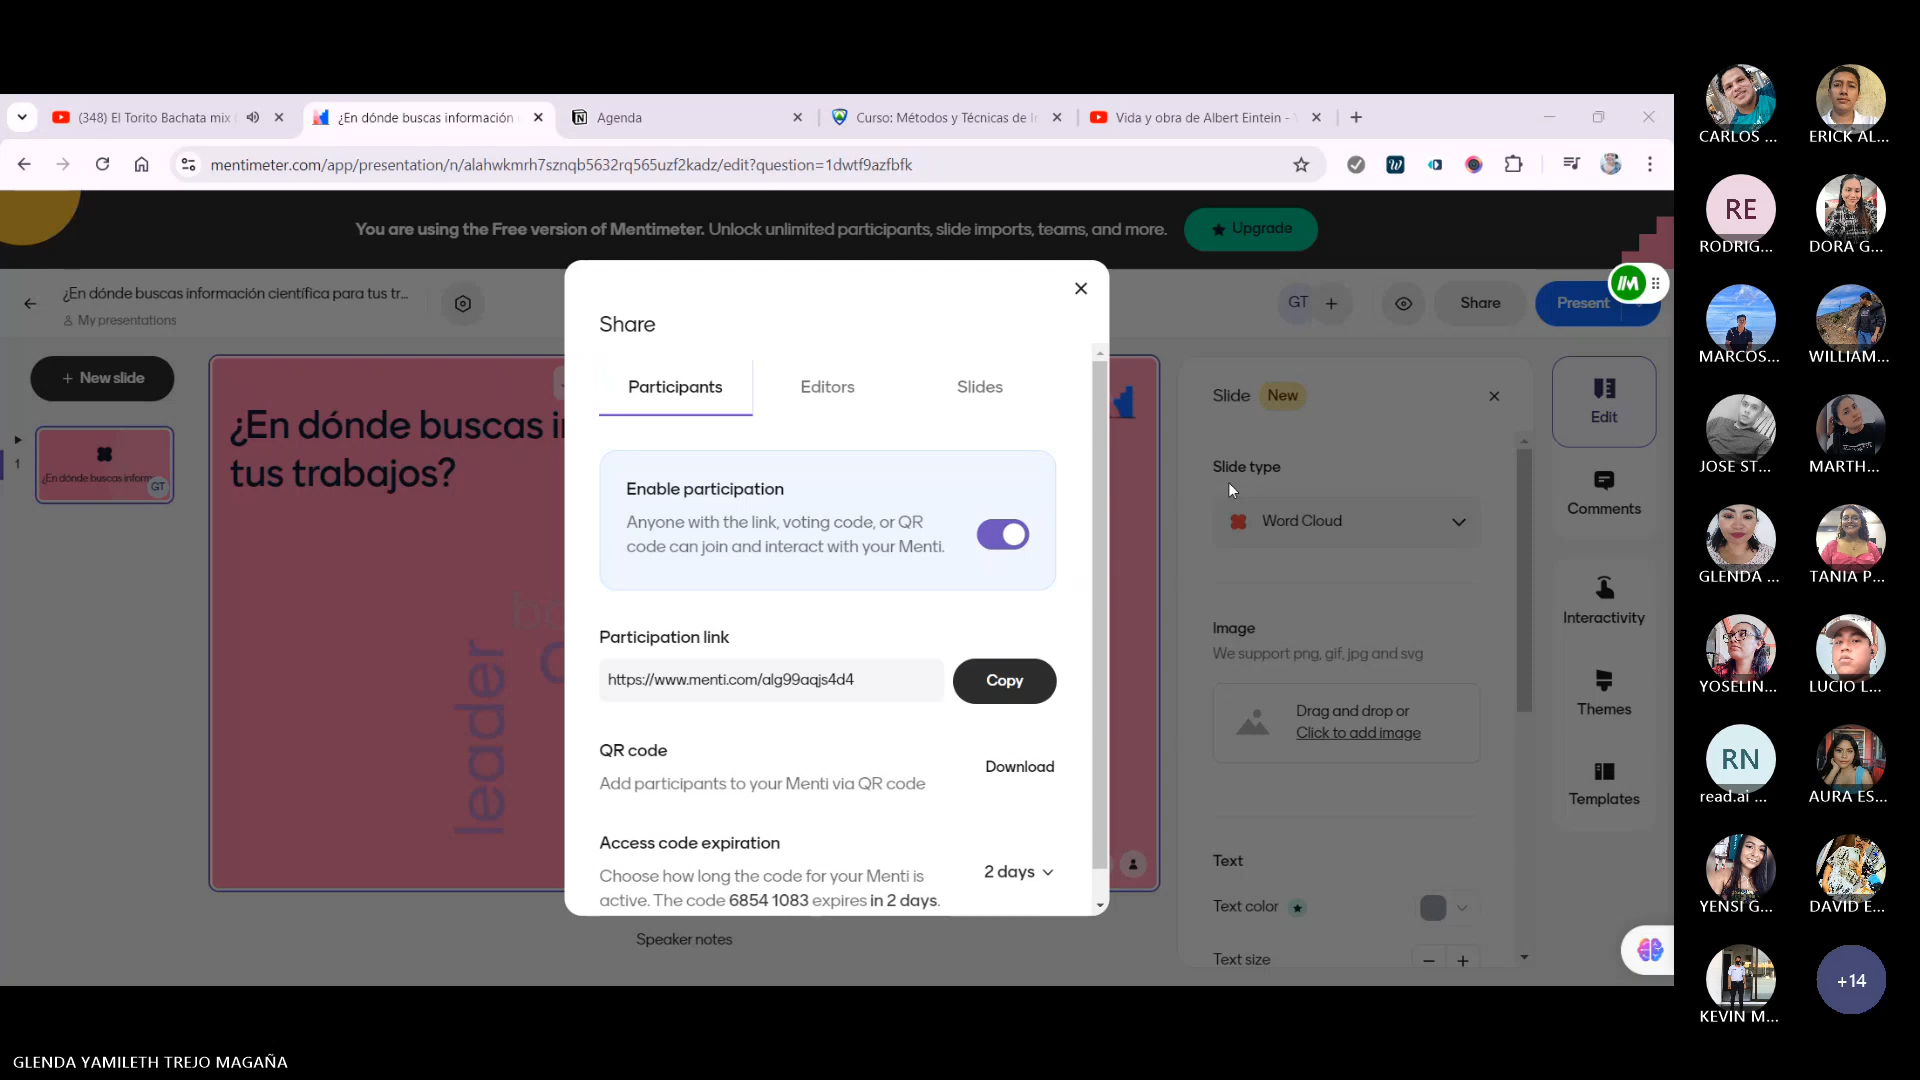 (348) El Torito Bachata mix
¿En dónde buscas información
Agenda
Curso: Métodos y Técnicas de
Vida y obra de Albert Eintein -
mentimeter.com/app/presentation/n/alahwkmrh7sznqb5632rq565uzf2kadz/edit?question=1dwtf9azfbfk
You are using the Free version of Mentimeter. Unlock unlimited participants, slide imports, teams, and more.
Upgrade
¿En dónde buscas información científica para tus tr...
My presentations
GT
Share
Present
New slide
1
¿En dónde buscas inform
GT
¿En dónde buscas
tus trabajos?
leader
Share
Participants
Editors
Slides
Enable participation
Anyone with the link, voting code, or QR
code can join and interact with your Menti.
Participation link
https://www.menti.com/alg99aqjs4d4
Copy
QR code
Add participants to your Menti via QR code
Download
Access code expiration
Choose how long the code for your Menti is
active. The code 6854 1083 expires in 2 days.
2 days
Speaker notes
Slide
New
Slide type
Word Cloud
Image
We support png, gif, jpg and svg
Drag and drop or
Click to add image
Text
Text color
Text size
Edit
Comments
Interactivity
Themes
Templates
CARLOS ...
ERICK AL...
RE
RODRIG...
DORA G...
MARCOS...
WILLIAM...
JOSE ST...
MARTH...
GLENDA ...
TANIA P...
YOSELIN...
LUCIO L...
RN
read.ai ...
AURA ES...
YENSI G...
DAVID E...
KEVIN M...
+14
GLENDA YAMILETH TREJO MAGAÑA